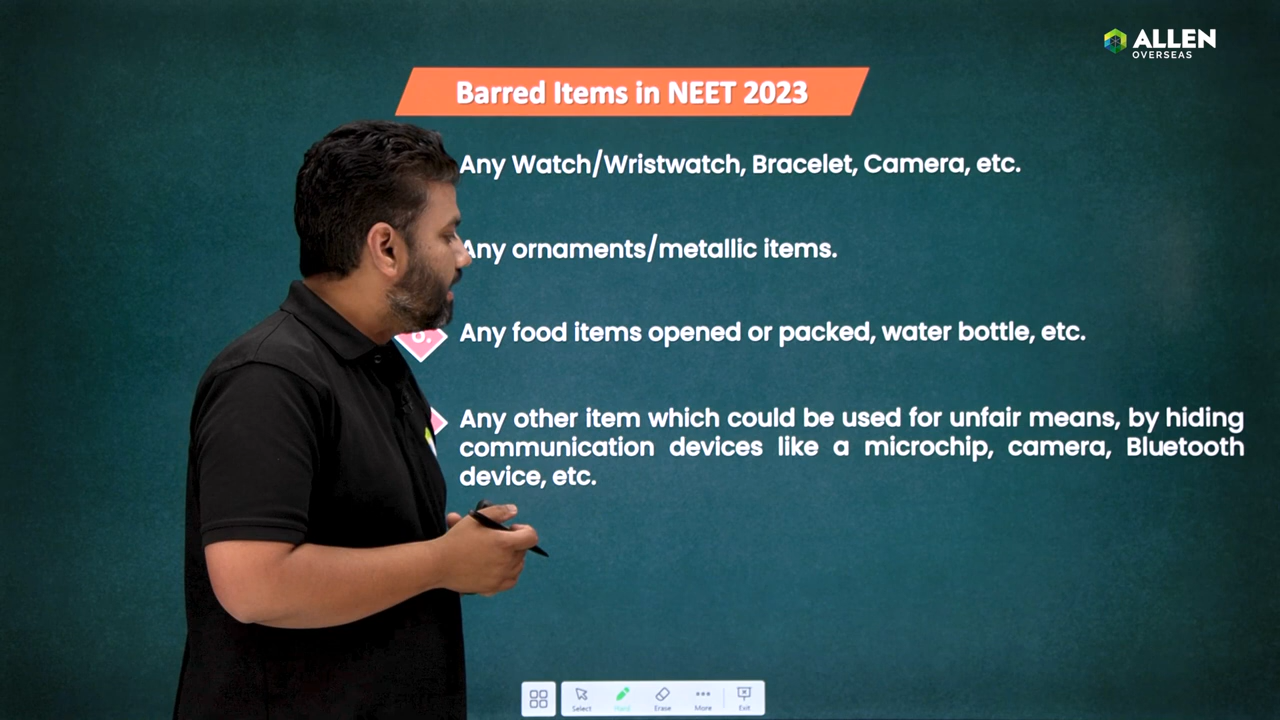 ALLEN
OVERSEAS
Barred Items in NEET 2023
Any Watch/Wristwatch, Bracelet, Camera, etc.
Any ornaments/metallic items.
Any food items opened or packed, water bottle, etc.
Any other item which could be used for unfair means, by hiding
communication devices like a microchip, camera, Bluetooth
device, etc.
Select
Erase
More
Exit